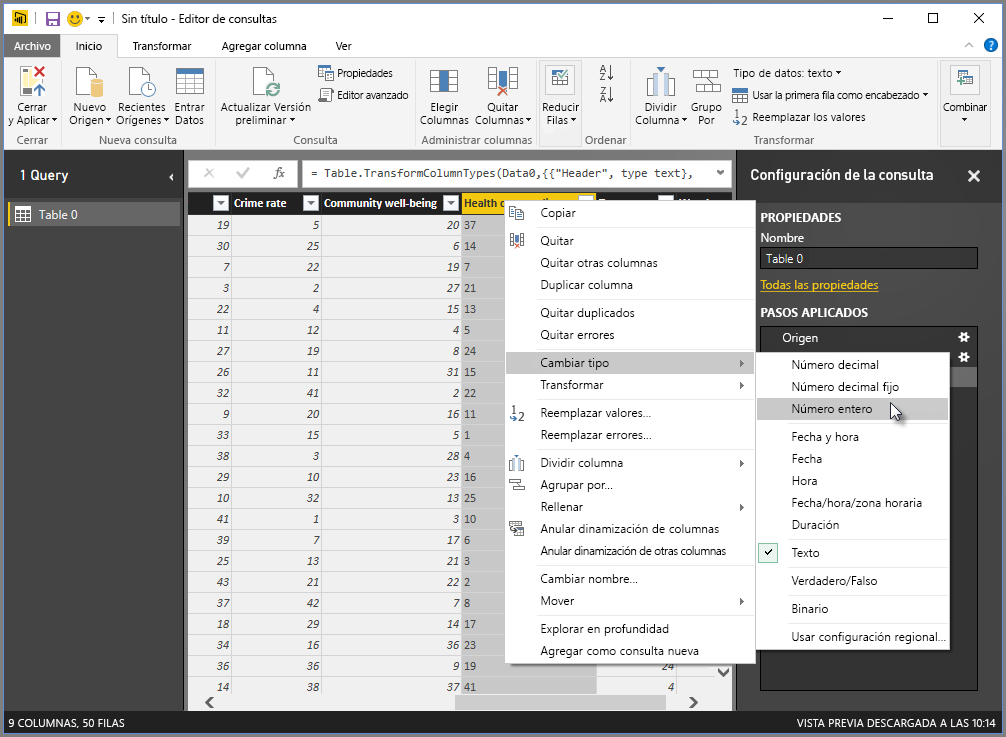 Sin título - Editor de consultas
Archivo Inicio Transformar Agregar columna Ver
Cerrar y Aplicar
Cerrar
Nuevo Origen
Recientes Orígenes
Entrar Datos
Nueva consulta
Actualizar Versión preliminar
Propiedades
Editor avanzado
Consulta
Elegir Columnas
Quitar Columnas
Administrar columnas
Reducir Filas
Ordenar
Dividir Columna
Grupo Por
Tipo de datos: texto
Usar la primera fila como encabezado
Reemplazar los valores
Transformar
Combinar
1 Query
Table 0
= Table.TransformColumnTypes(Data0,{{"Header", type text},
Crime rate Community well-being Health
19 5 20 37
30 25 6 14
7 22 19 7
3 2 27 21
22 4 15 13
11 12 4 5
27 19 8 24
26 11 31 15
32 41 2 22
9 20 16 11
33 15 5 1
38 3 28 4
29 10 23 16
10 32 13 25
41 1 3 10
39 7 17 6
25 13 21 3
43 21 22 2
37 42 7 8
18 29 14 17
34 16 36 23
36 36 9 19 24
14 38 37 41 4
Copiar
Quitar
Quitar otras columnas
Duplicar columna
Quitar duplicados
Quitar errores
Cambiar tipo
Transformar
Reemplazar valores...
Reemplazar errores...
Dividir columna
Agrupar por...
Rellenar
Anular dinamización de columnas
Anular dinamización de otras columnas
Cambiar nombre...
Mover
Explorar en profundidad
Agregar como consulta nueva
Número decimal
Número decimal fijo
Número entero
Fecha y hora
Fecha
Hora
Fecha/hora/zona horaria
Duración
Texto
Verdadero/Falso
Binario
Usar configuración regional...
Configuración de la consulta
PROPIEDADES
Nombre
Table 0
Todas las propiedades
PASOS APLICADOS
Origen
9 COLUMNAS, 50 FILAS
VISTA PREVIA DESCARGADA A LAS 10:14